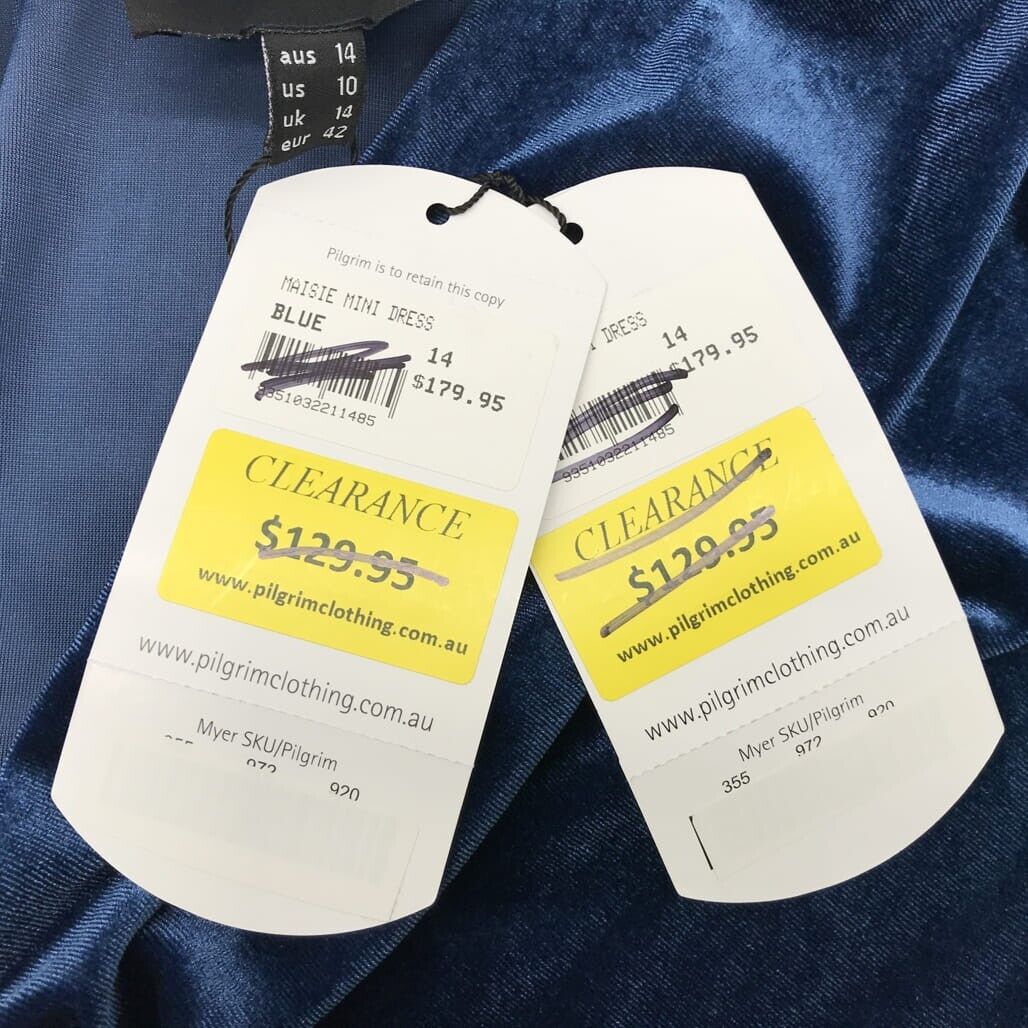 aus 14
us 10
uk 14
eur 42
Pilgrim is to retain this copy
MAISIE MINI DRESS
BLUE
14
$179.95
9351032211485
CLEARANCE
$129.95
www.pilgrimclothing.com.au
www.pilgrimclothing.com.au
Myer SKU/Pilgrim
972
920
DRESS
14
$179.95
9351032211485
CLEARANCE
$129.95
www.pilgrimclothing.com.au
www.pilgrimclothing.com.au
Myer SKU/Pilgrim
355 972 920